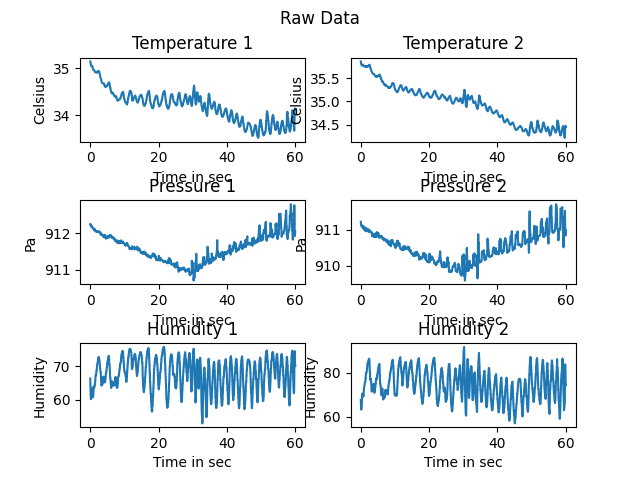 Raw Data
Temperature 1
Temperature 2
Celsius
35
34
0 20 40 60
Time in sec
Celsius
35.5
35.0
34.5
0 20 40 60
Time in sec
Pressure 1
Pressure 2
Pa
912
911
0 20 40 60
Time in sec
Pa
911
910
0 20 40 60
Time in sec
Humidity 1
Humidity 2
Humidity
70
60
0 20 40 60
Time in sec
Humidity
80
60
0 20 40 60
Time in sec